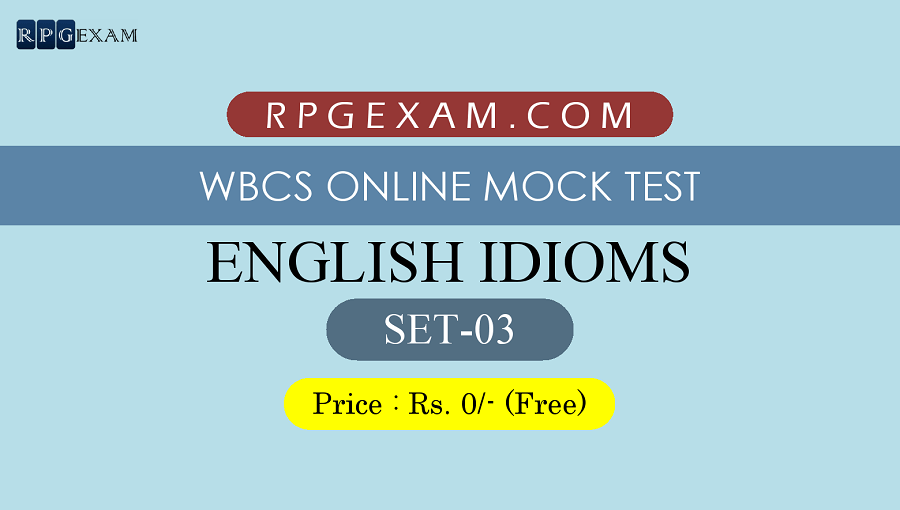 RPGEXAM
RPGEXAM.COM
WBCS ONLINE MOCK TEST
ENGLISH IDIOMS
SET-03
Price : Rs. 0/- (Free)